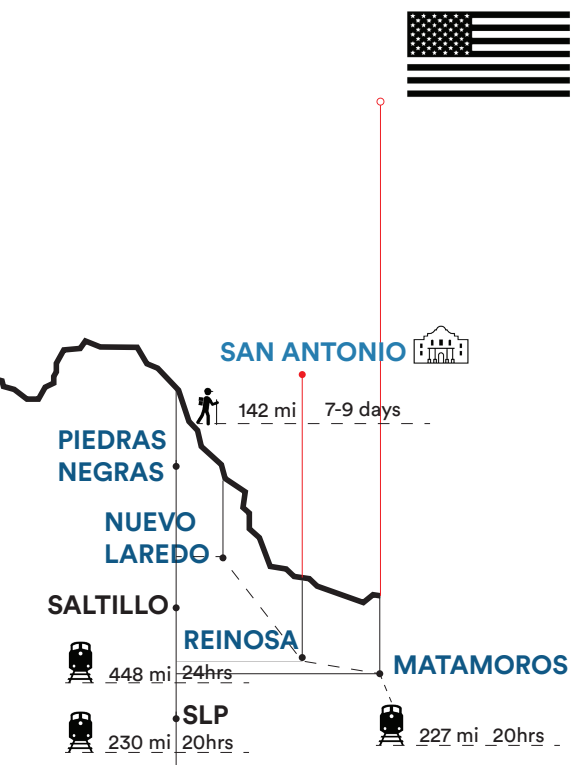 SAN ANTONIO
142 mi 7-9 days
PIEDRAS
NEGRAS
NUEVO
LAREDO
SALTILLO
REINOSA
MATAMOROS
448 mi 24hrs
SLP
227 mi 20hrs
230 mi 20hrs